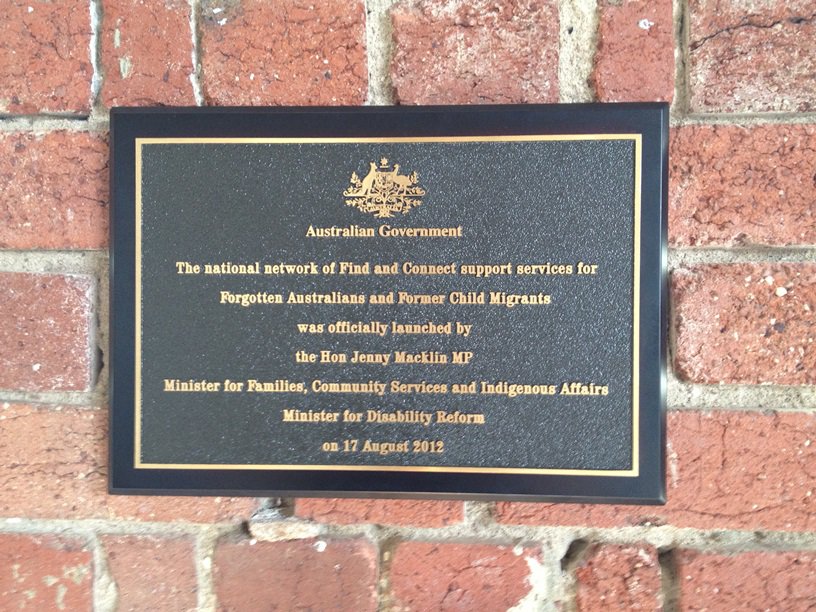 Australian Government
The national network of Find and Connect support services for
Forgotten Australians and Former Child Migrants
was officially launched by
the Hon Jenny Macklin MP
Minister for Families, Community Services and Indigenous Affairs
Minister for Disability Reform
on 17 August 2012